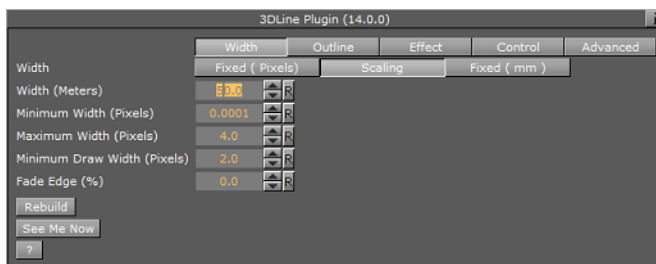 3DLine Plugin (14.0.0)
Width Outline Effect Control Advanced
Width Fixed ( Pixels) Scaling Fixed ( mm )
Width (Meters) 50.0 R
Minimum Width (Pixels) 0.0001 R
Maximum Width (Pixels) 4.0 R
Minimum Draw Width (Pixels) 2.0 R
Fade Edge (%) 0.0 R
Rebuild
See Me Now
?